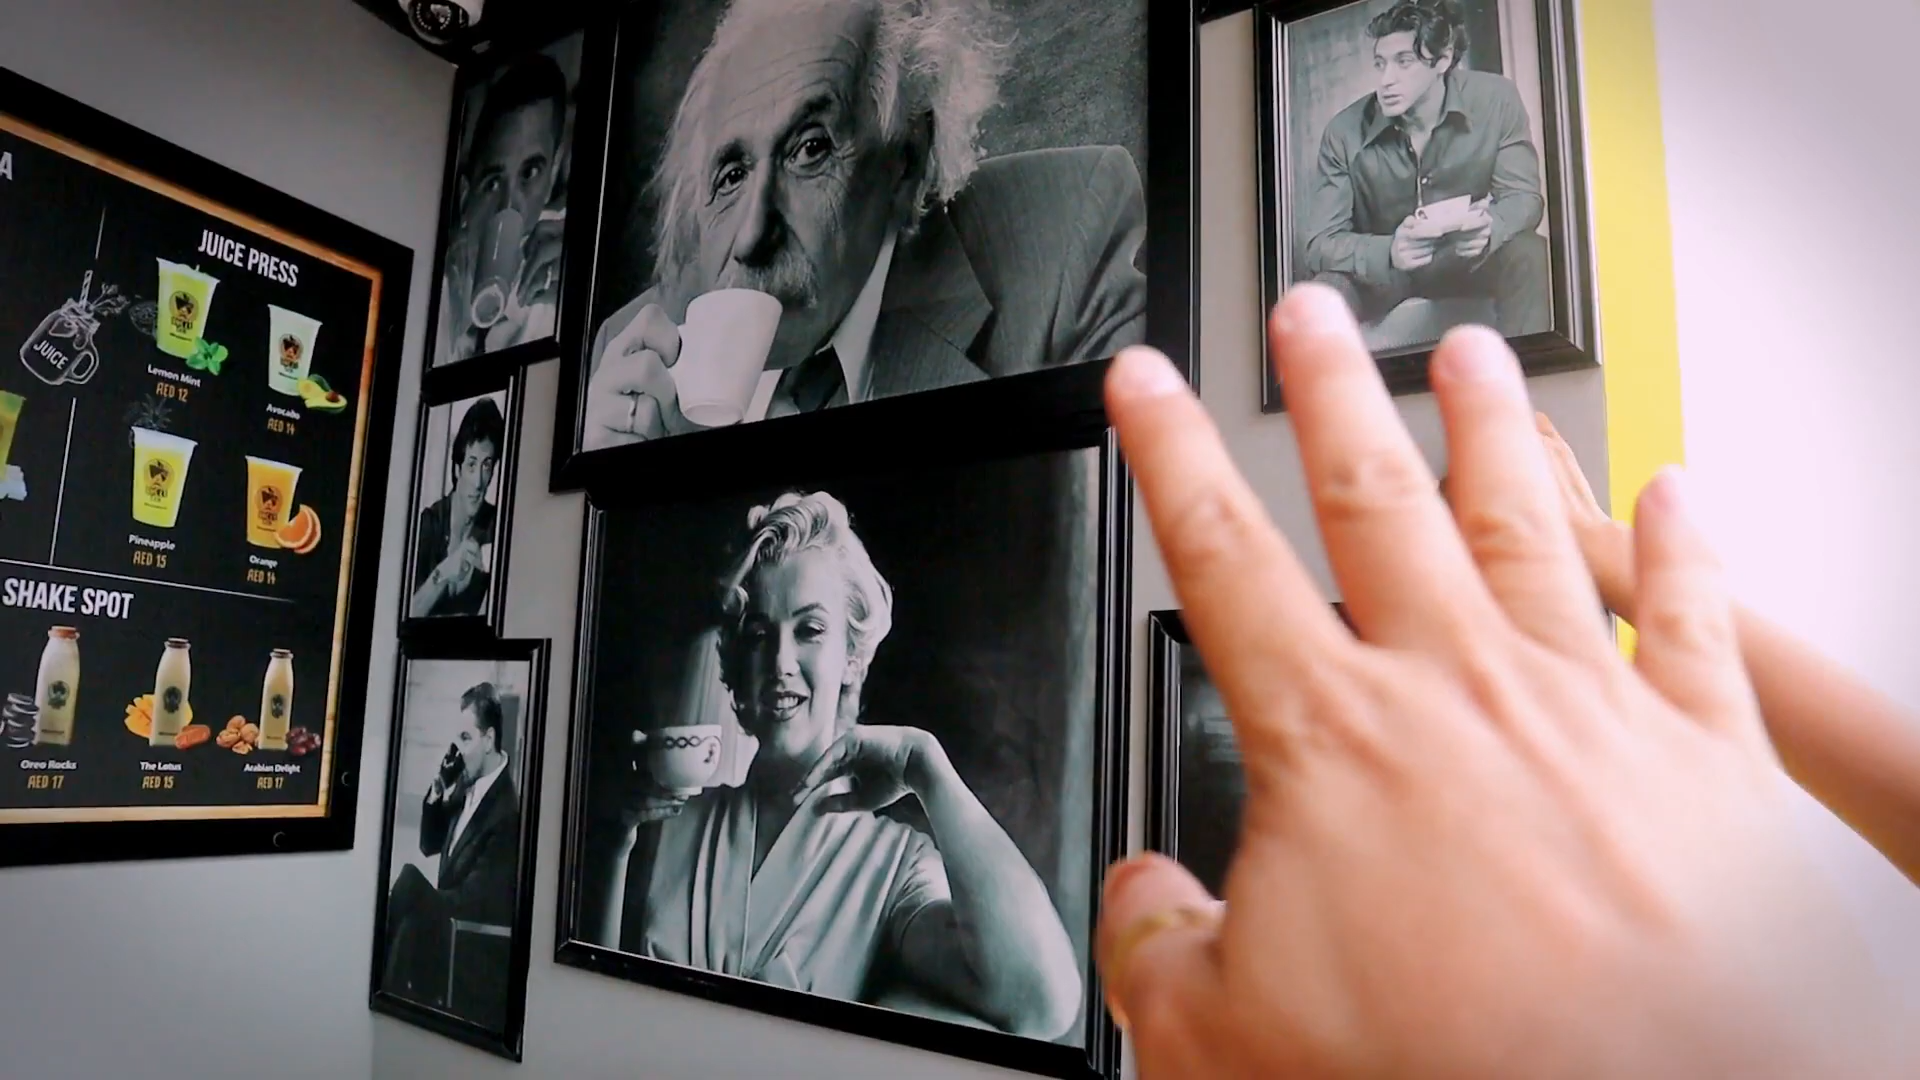 A
JUICE PRESS
JUICE
Lemon Mint
AED 12
Avocado
AED 14
Pineapple
AED 15
Orange
AED 14
SHAKE SPOT
Oreo Rocks
AED 17
The Lotus
AED 15
Arabian Delight
AED 17